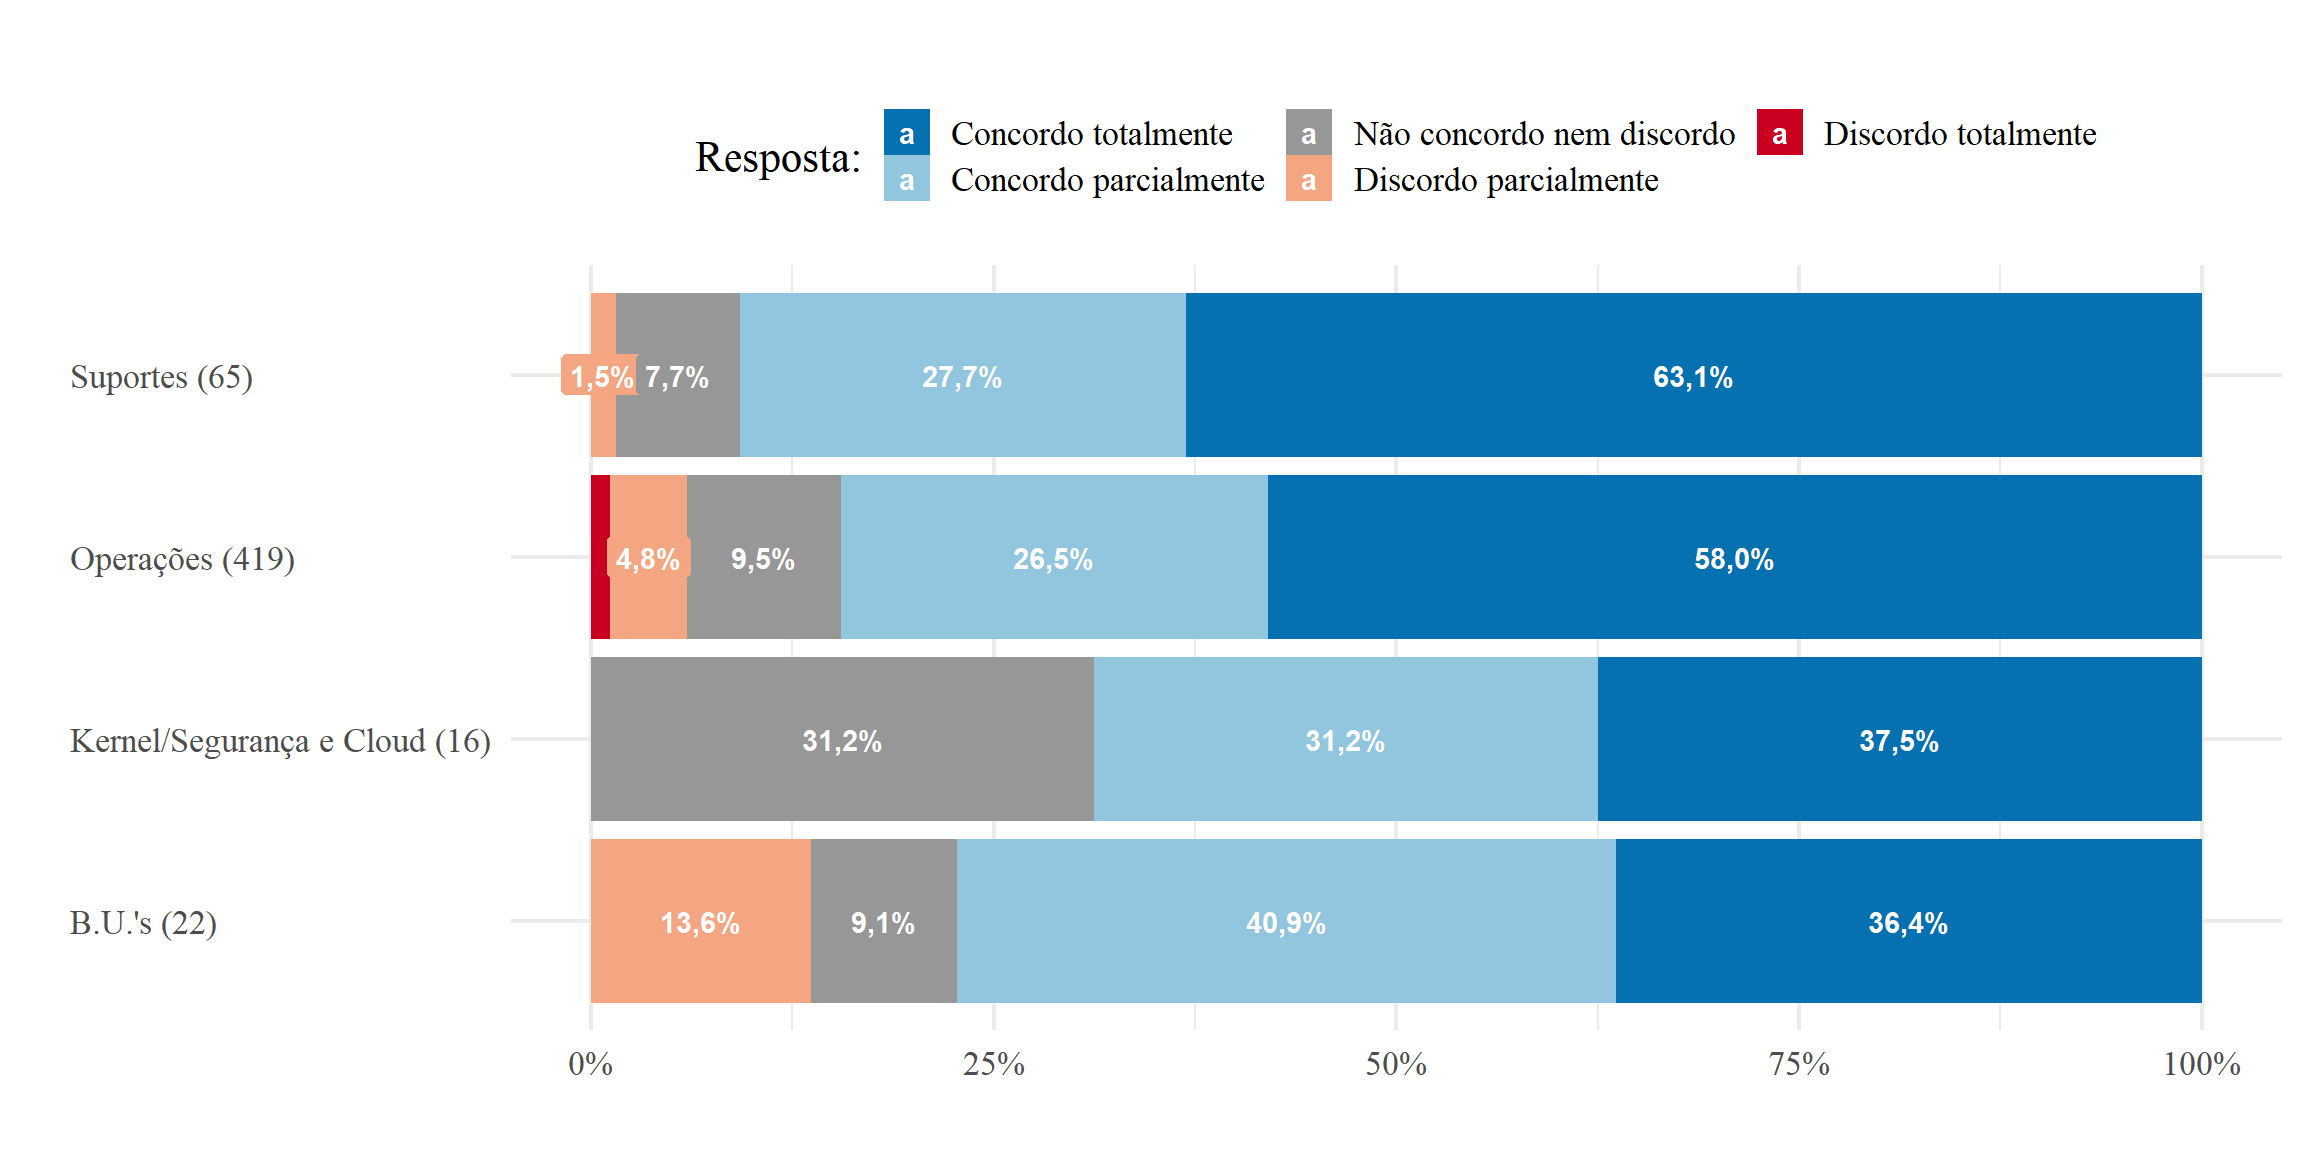 Resposta:
a Concordo totalmente a Não concordo nem discordo a Discordo totalmente
a Concordo parcialmente a Discordo parcialmente
Suportes (65) 1,5% 7,7% 27,7% 63,1%
Operações (419) 4,8% 9,5% 26,5% 58,0%
Kernel/Segurança e Cloud (16) 31,2% 31,2% 37,5%
B.U.'s (22) 13,6% 9,1% 40,9% 36,4%
0% 25% 50% 75% 100%